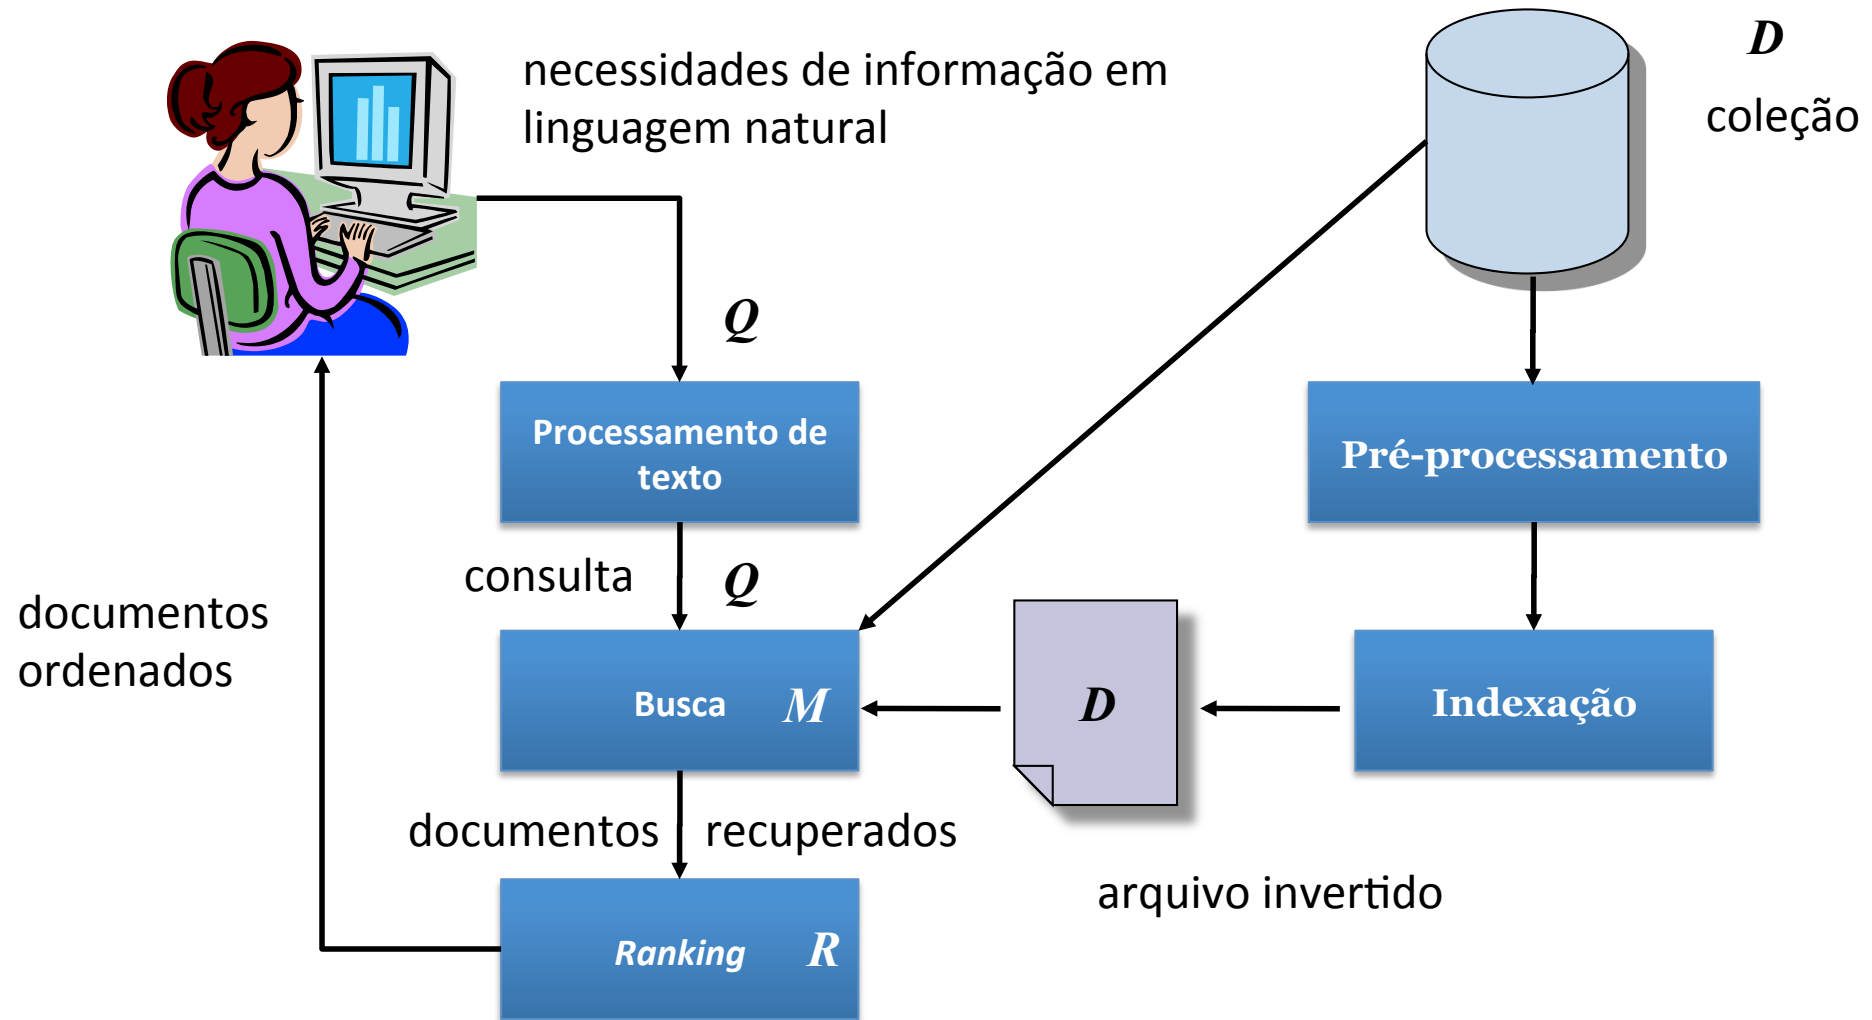 necessidades de informação em
linguagem natural
D
coleção
Q
Processamento de
texto
Pré-processamento
consulta
Q
documentos
ordenados
Busca
M
D
Indexação
documentos
recuperados
arquivo invertido
Ranking
R